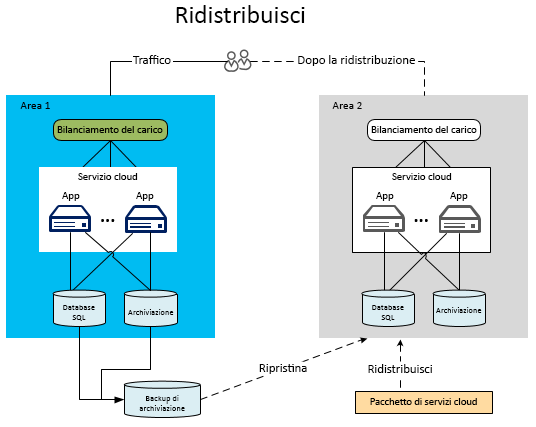 Ridistribuisci
Traffico
Dopo la ridistribuzione
Area 1
Area 2
Bilanciamento del carico
Bilanciamento del carico
Servizio cloud
Servizio cloud
App
App
App
App
...
...
Database
SQL
Archiviazione
Database
SQL
Archiviazione
Ripristina
Ridistribuisci
Backup di
archiviazione
Pacchetto di servizi cloud